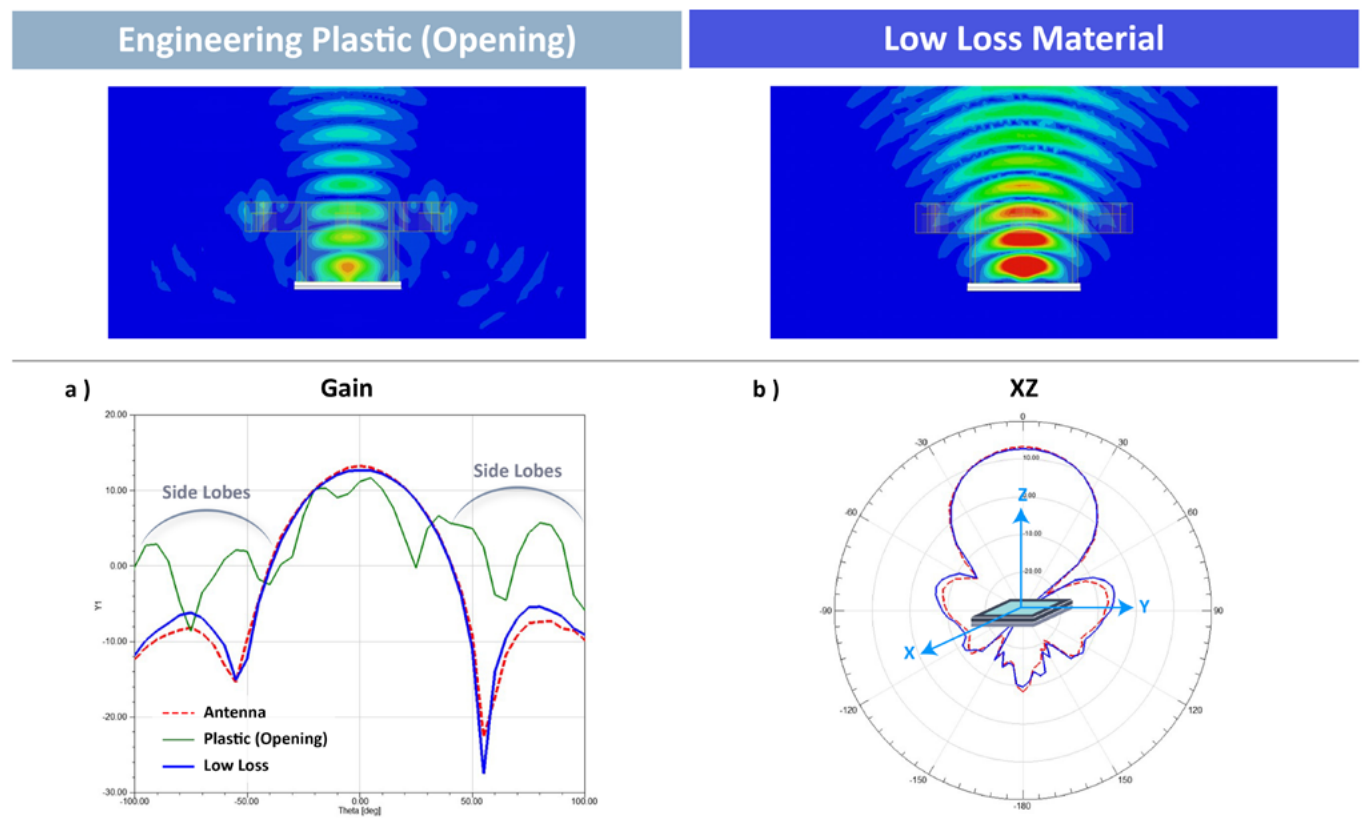 Engineering Plastic (Opening)
Low Loss Material
a )
Gain
20.00
10.00
0.00
-10.00
-20.00
-30.00
Y1
Side Lobes
Side Lobes
Antenna
Plastic (Opening)
Low Loss
-100.00
-50.00
0.00
50.00
100.00
Theta [deg]
b )
XZ
0
-30
30
10.00
Z
-60
60
-10.00
-20.00
-90
90
Y
X
-120
120
-150
150
-180